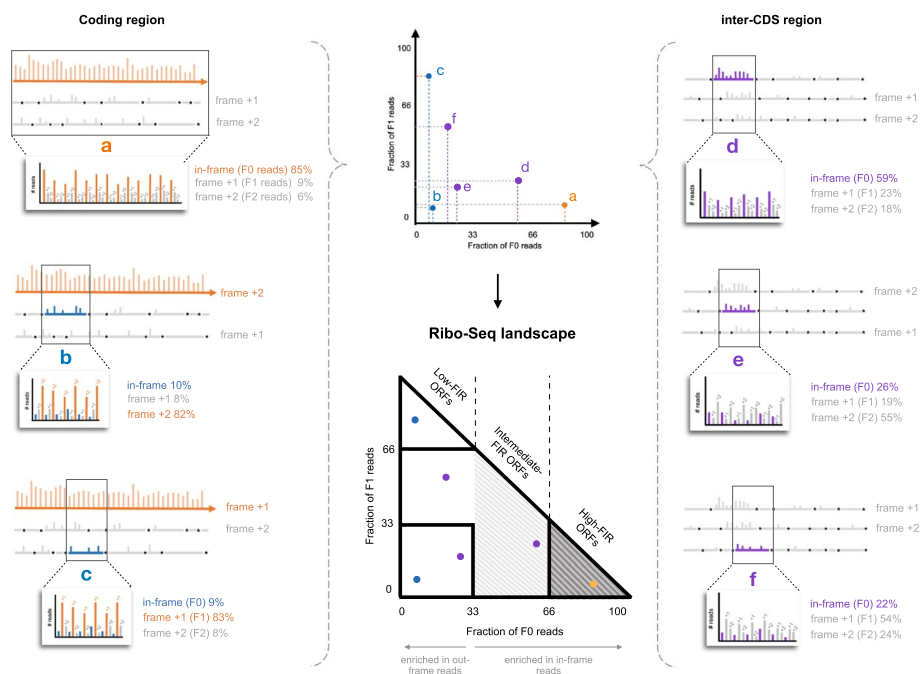 Coding region
frame +1
frame +2
a
# reads
in-frame (F0 reads) 85%
frame +1 (F1 reads) 9%
frame +2 (F2 reads) 6%
frame +2
frame +1
b
# reads
in-frame 10%
frame +1 8%
frame +2 82%
frame +1
frame +2
c
# reads
in-frame (F0) 9%
frame +1 (F1) 83%
frame +2 (F2) 8%
100
66
33
0
Fraction of F1 reads
c
f
d
e
b
a
0
33
66
100
Fraction of F0 reads
Ribo-Seq landscape
Low-FIR
ORFs
Intermediate-
FIR ORFs
High-FIR
ORFs
66
33
0
Fraction of F1 reads
0
33
66
100
Fraction of F0 reads
enriched in out-
frame reads
enriched in in-frame
reads
inter-CDS region
frame +1
frame +2
d
# reads
in-frame (F0) 59%
frame +1 (F1) 23%
frame +2 (F2) 18%
frame +2
frame +1
e
# reads
in-frame (F0) 26%
frame +1 (F1) 19%
frame +2 (F2) 55%
frame +1
frame +2
f
# reads
in-frame (F0) 22%
frame +1 (F1) 54%
frame +2 (F2) 24%